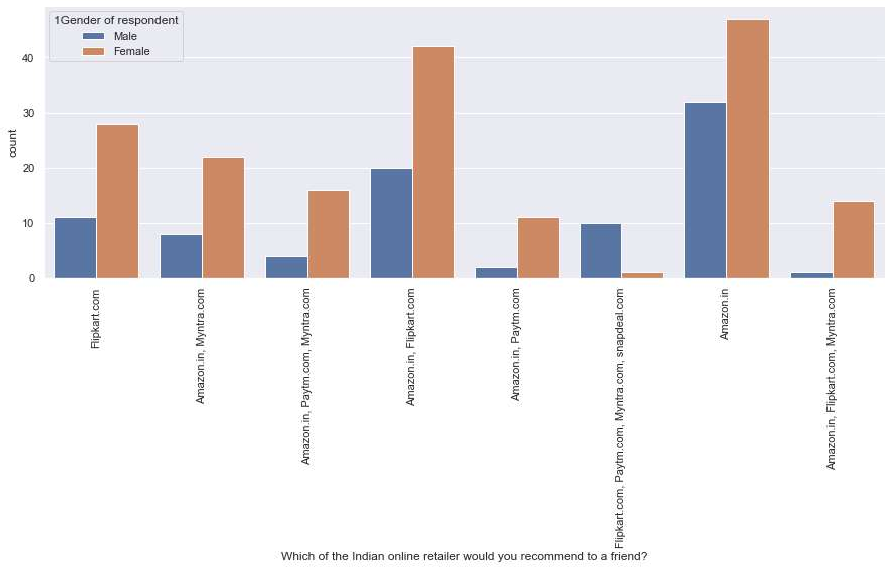 1Gender of respondent
Male
Female
count
40
30
20
10
0
Flipkart.com
Amazon.in, Myntra.com
Amazon.in, Paytm.com, Myntra.com
Amazon.in, Flipkart.com
Amazon.in, Paytm.com
Flipkart.com, Paytm.com, Myntra.com, snapdeal.com
Amazon.in
Amazon.in, Flipkart.com, Myntra.com
Which of the Indian online retailer would you recommend to a friend?